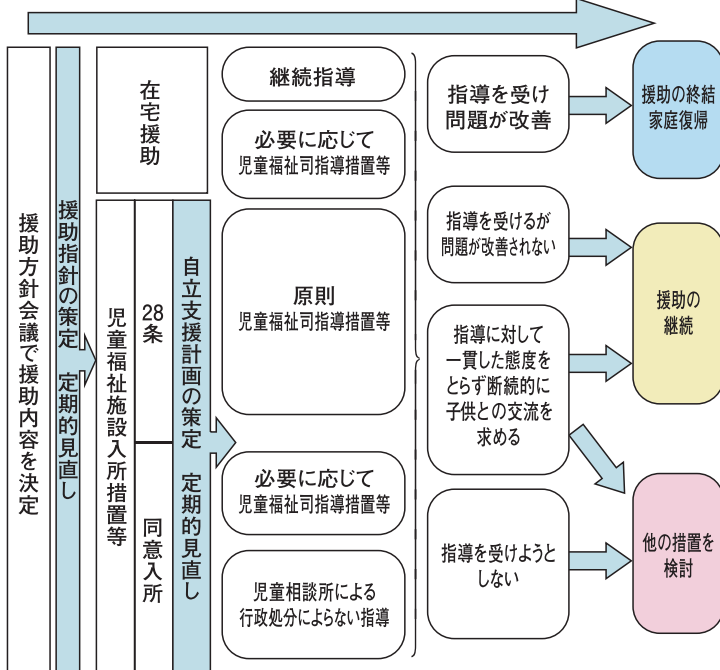 援助方針会議で援助内容を決定
援助指針の策定　定期的見直し
在宅援助
児童福祉施設入所措置等
28条
同意入所
自立支援計画の策定　定期的見直し
継続指導
必要に応じて
児童福祉司指導措置等
原則
児童福祉司指導措置等
必要に応じて
児童福祉司指導措置等
児童相談所による
行政処分によらない指導
指導を受け
問題が改善
指導を受けるが
問題が改善されない
指導に対して
一貫した態度を
とらず断続的に
子供との交流を
求める
指導を受けようと
しない
援助の終結
家庭復帰
援助の
継続
他の措置を
検討